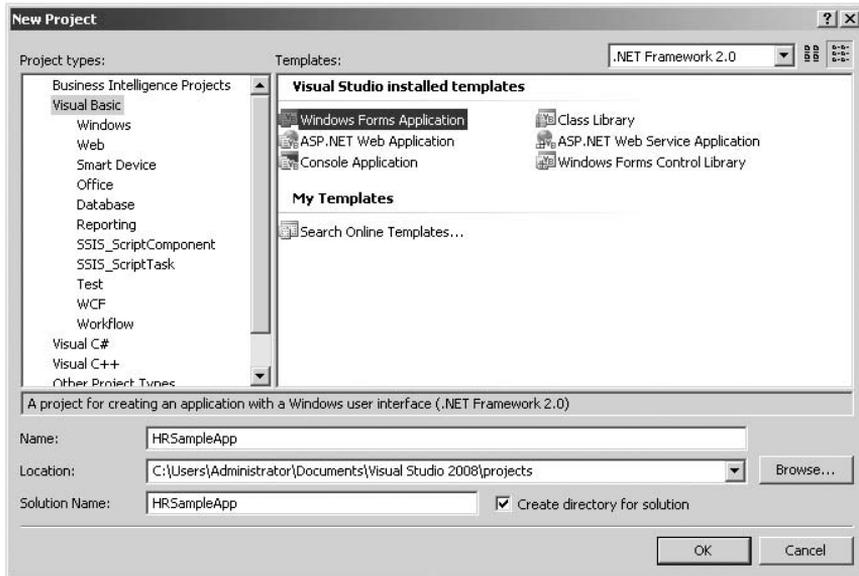 New Project
Project types:
Templates:
.NET Framework 2.0
Business Intelligence Projects
Visual Basic
Windows
Web
Smart Device
Office
Database
Reporting
SSIS_ScriptComponent
SSIS_ScriptTask
Test
WCF
Workflow
Visual C#
Visual C++
Other Project Types
Visual Studio installed templates
Windows Forms Application
ASP.NET Web Application
Console Application
Class Library
ASP.NET Web Service Application
Windows Forms Control Library
My Templates
Search Online Templates...
A project for creating an application with a Windows user interface (.NET Framework 2.0)
Name:
HRSampleApp
Location:
C:\Users\Administrator\Documents\Visual Studio 2008\projects
Browse...
Solution Name:
HRSampleApp
Create directory for solution
OK
Cancel